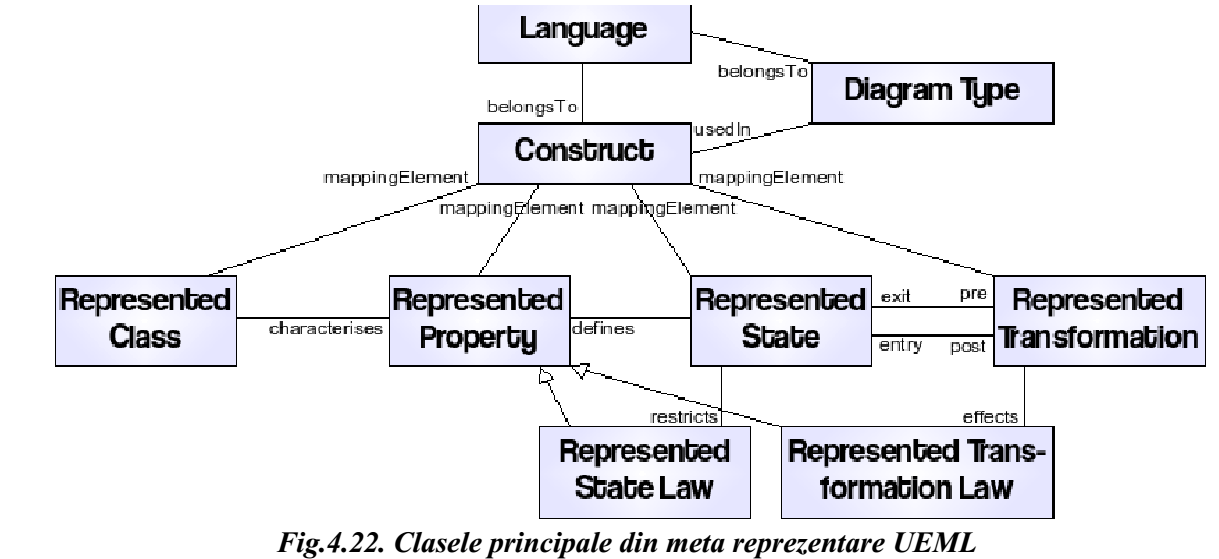 Language
belongsTo
Diagram Type
belongsTo
usedIn
Construct
mappingElement
mappingElement
mappingElement
mappingElement
Represented
Class
characterises
Represented
Property
defines
Represented
State
exit
pre
entry
post
Represented
Transformation
restricts
effects
Represented
State Law
Represented Trans-
formation Law
Fig.4.22. Clasele principale din meta reprezentare UEML